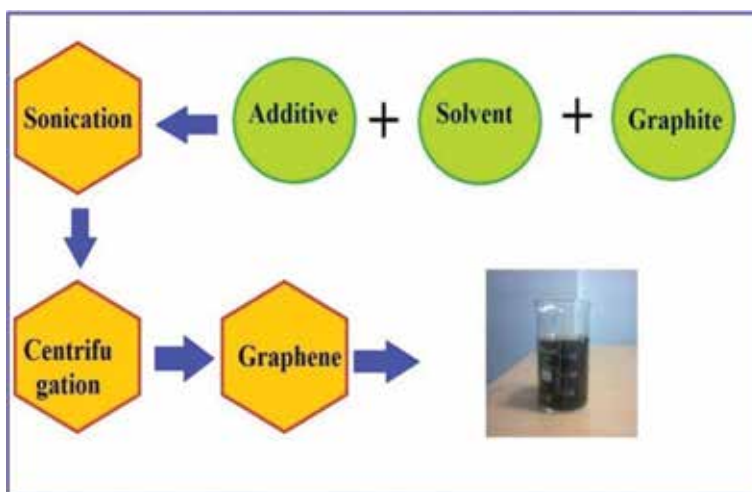 Sonication
Additive + Solvent + Graphite
Centrifu
gation
Graphene